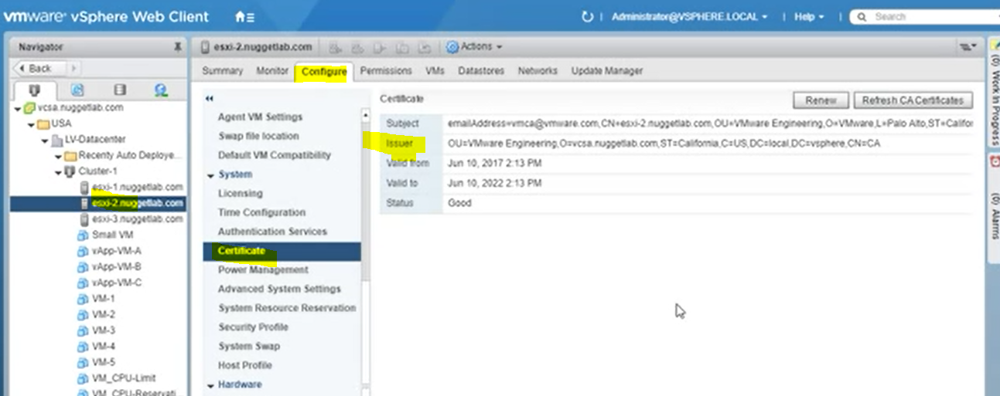 vmware® vSphere Web Client
Administrator@VSPHERE.LOCAL
Help
Search
Navigator
Back
vcsa.nuggetlab.com
USA
LV-Datacenter
Recently Auto Deploye...
Cluster-1
esxi-1.nuggetlab.com
esxi-2.nuggetlab.com
esxi-3.nuggetlab.com
Small VM
vApp-VM-A
vApp-VM-B
vApp-VM-C
VM-1
VM-2
VM-3
VM-4
VM-5
VM_CPU-Limit
VM_CPU-Reservati...
esxi-2.nuggetlab.com
Actions
Summary Monitor Configure Permissions VMs Datastores Networks Update Manager
Agent VM Settings
Swap file location
Default VM Compatibility
System
Licensing
Time Configuration
Authentication Services
Certificate
Power Management
Advanced System Settings
System Resource Reservation
Security Profile
System Swap
Host Profile
Hardware
Certificate
Renew
Refresh CA Certificates
Subject emailAddress=vmca@vmware.com,CN=esxi-2.nuggetlab.com,OU=VMware Engineering,O=VMware,L=Palo Alto,ST=Califor
Issuer OU=VMware Engineering,O=vcsa.nuggetlab.com,ST=California,C=US,DC=local,DC=vsphere,CN=CA
Valid from Jun 10, 2017 2:13 PM
Valid to Jun 10, 2022 2:13 PM
Status Good
(0) Work In Progress
(0) Alarms